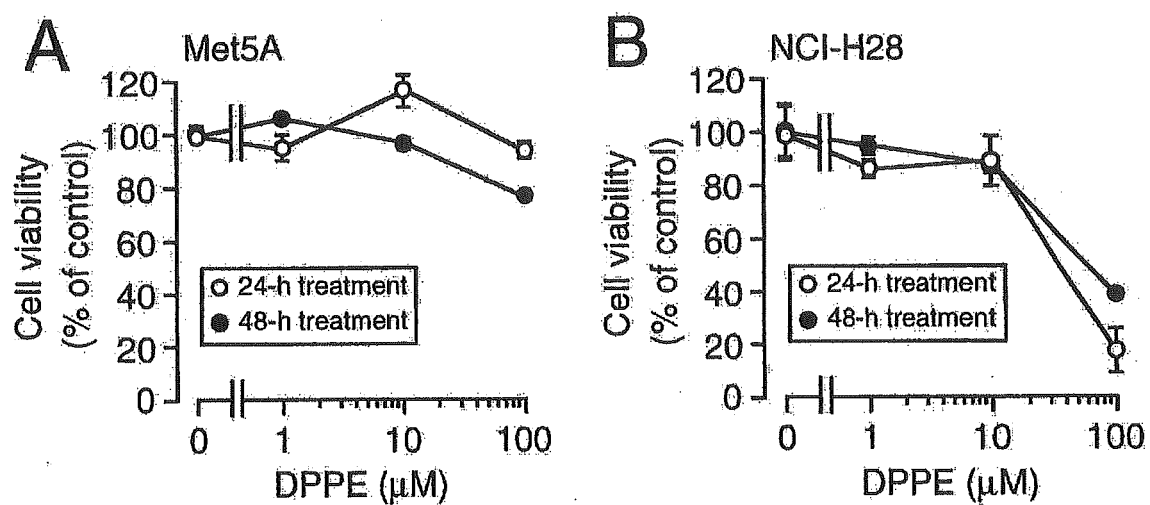 A Met5A
120
100
80
60
40
20
0
Cell viability
(% of control)
24-h treatment
48-h treatment
0 1 10 100
DPPE (μM)
B NCI-H28
120
100
80
60
40
20
0
Cell viability
(% of control)
24-h treatment
48-h treatment
0 1 10 100
DPPE (μM)